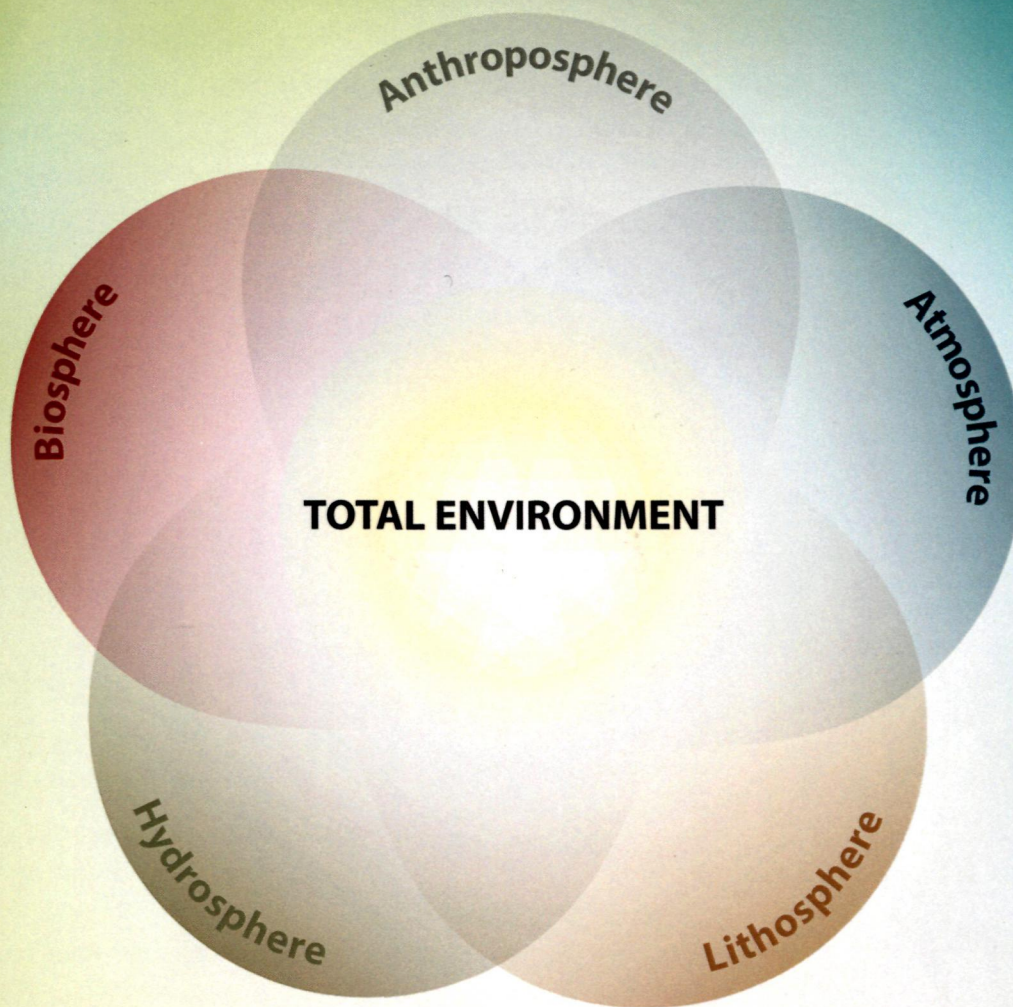 Anthroposphere
Biosphere
Atmosphere
TOTAL ENVIRONMENT
Hydrosphere
Lithosphere